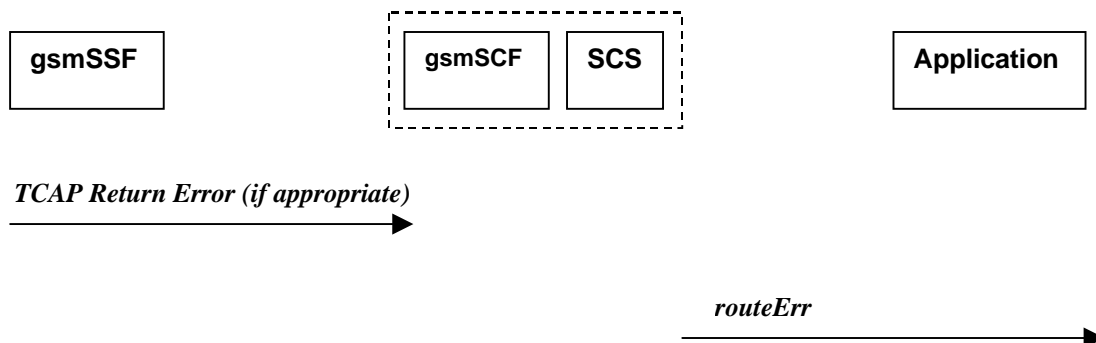 gsmSSF
gsmSCF
SCS
Application
TCAP Return Error (if appropriate)
routeErr